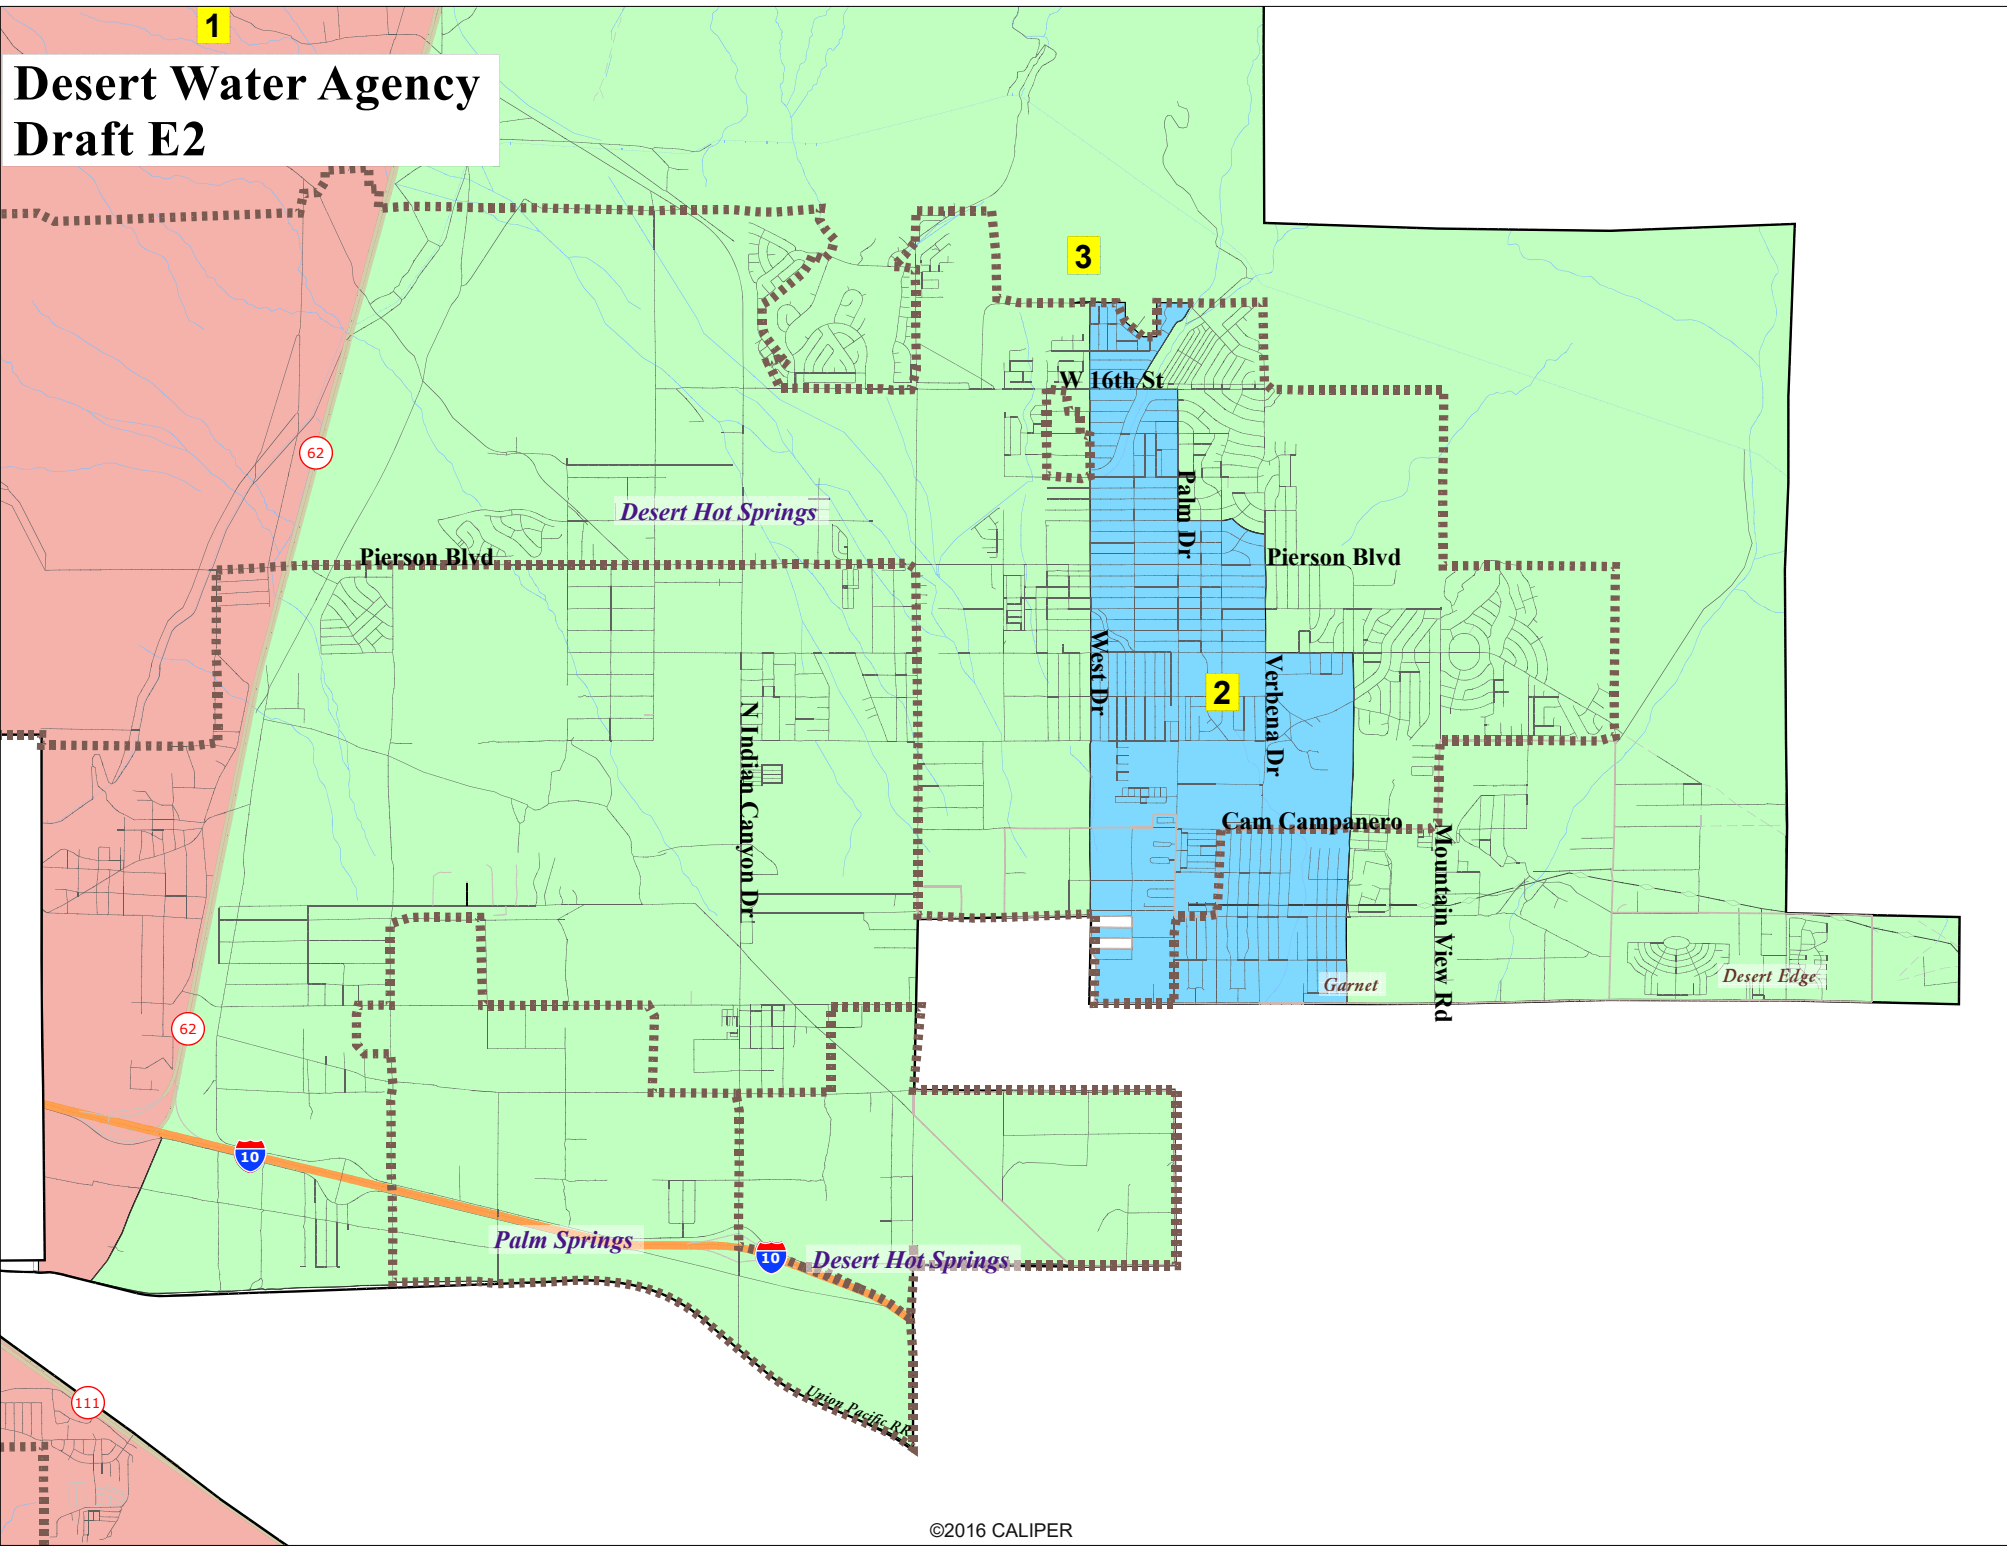 1
Desert Water Agency
Draft E2
3
W 16th St
62
Palm Dr
Desert Hot Springs
Pierson Blvd
Pierson Blvd
West Dr
2
Verbena Dr
N Indian Canyon Dr
Cam Campanero
Mountain View Rd
Desert Edge
Garnet
62
10
Palm Springs
10
Desert Hot Springs
Union Pacific RR
111
©2016 CALIPER